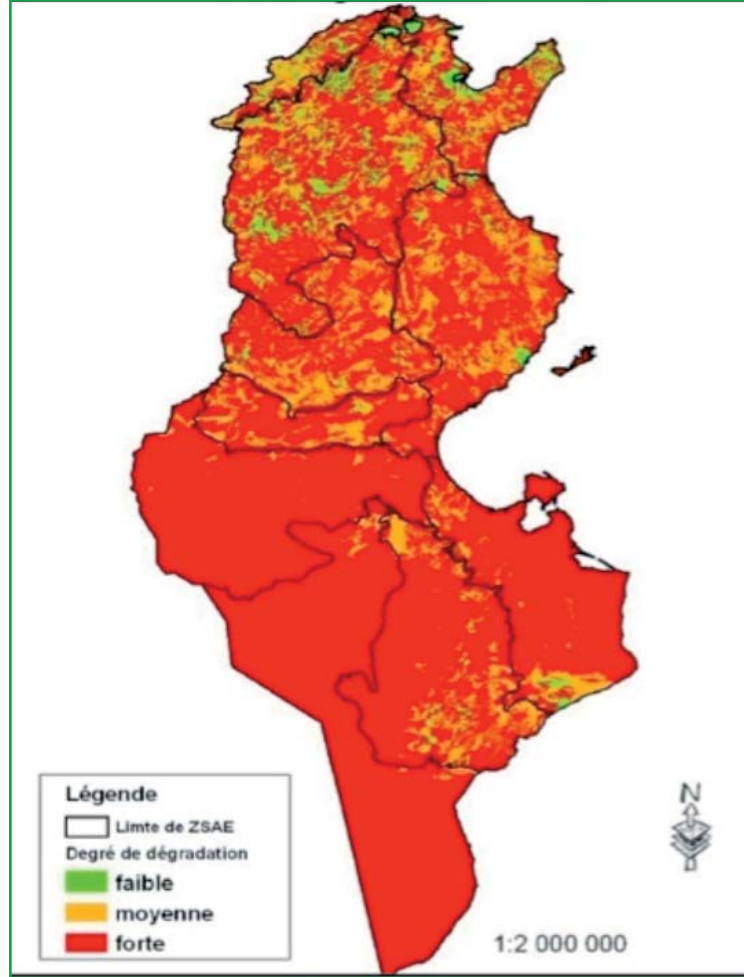 Légende
Limte de ZSAE
Degré de dégradation
faible
moyenne
forte
N
1:2 000 000